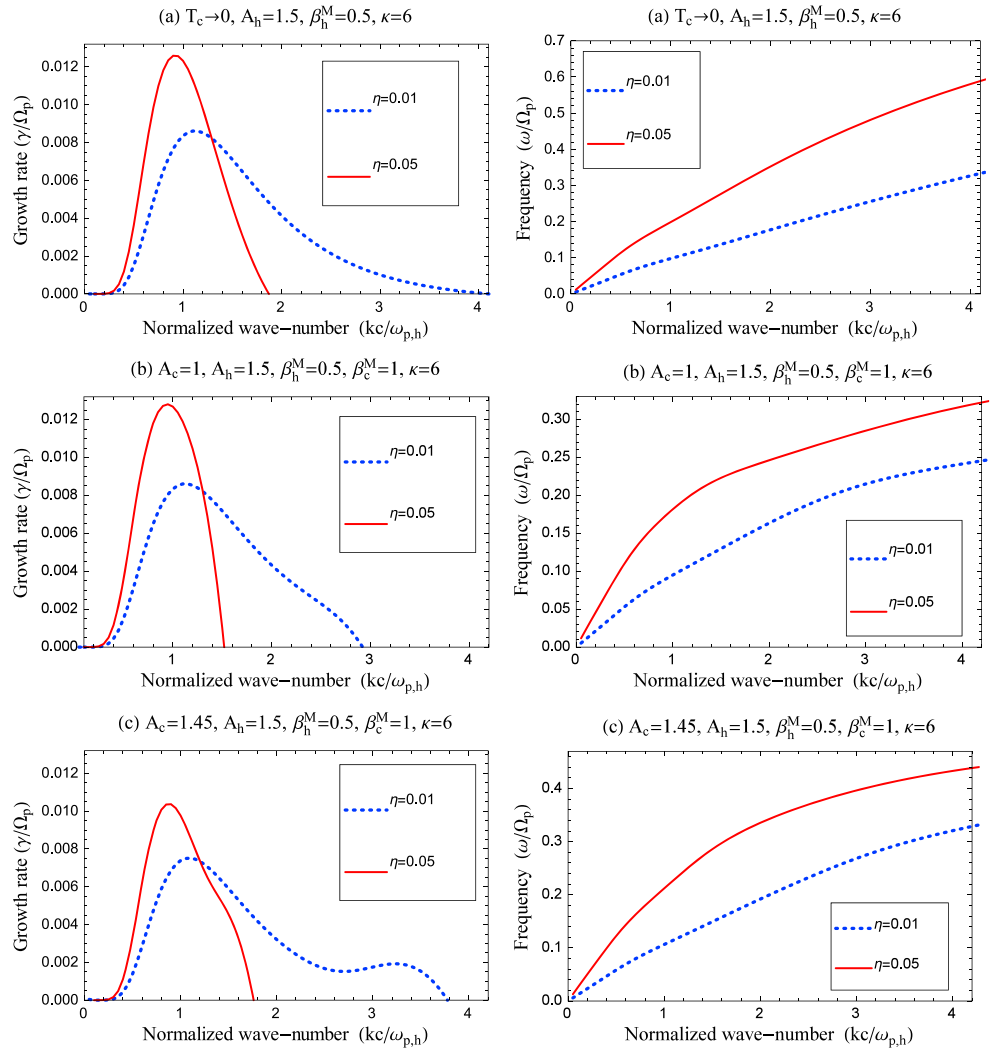 (a) T_c→0, A_h=1.5, β_h^M=0.5, κ=6
Growth rate (γ/Ω_p)
0.012
0.010
0.008
0.006
0.004
0.002
0.000
0 1 2 3 4
Normalized wave−number (kc/ω_p,h)
η=0.01
η=0.05
(a) T_c→0, A_h=1.5, β_h^M=0.5, κ=6
Frequency (ω/Ω_p)
0.7
0.6
0.5
0.4
0.3
0.2
0.1
0.0
0 1 2 3 4
Normalized wave−number (kc/ω_p,h)
η=0.01
η=0.05
(b) A_c=1, A_h=1.5, β_h^M=0.5, β_c^M=1, κ=6
Growth rate (γ/Ω_p)
0.012
0.010
0.008
0.006
0.004
0.002
0.000
0 1 2 3 4
Normalized wave−number (kc/ω_p,h)
η=0.01
η=0.05
(b) A_c=1, A_h=1.5, β_h^M=0.5, β_c^M=1, κ=6
Frequency (ω/Ω_p)
0.30
0.25
0.20
0.15
0.10
0.05
0.00
0 1 2 3 4
Normalized wave−number (kc/ω_p,h)
η=0.01
η=0.05
(c) A_c=1.45, A_h=1.5, β_h^M=0.5, β_c^M=1, κ=6
Growth rate (γ/Ω_p)
0.012
0.010
0.008
0.006
0.004
0.002
0.000
0 1 2 3 4
Normalized wave−number (kc/ω_p,h)
η=0.01
η=0.05
(c) A_c=1.45, A_h=1.5, β_h^M=0.5, β_c^M=1, κ=6
Frequency (ω/Ω_p)
0.4
0.3
0.2
0.1
0.0
0 1 2 3 4
Normalized wave−number (kc/ω_p,h)
η=0.01
η=0.05